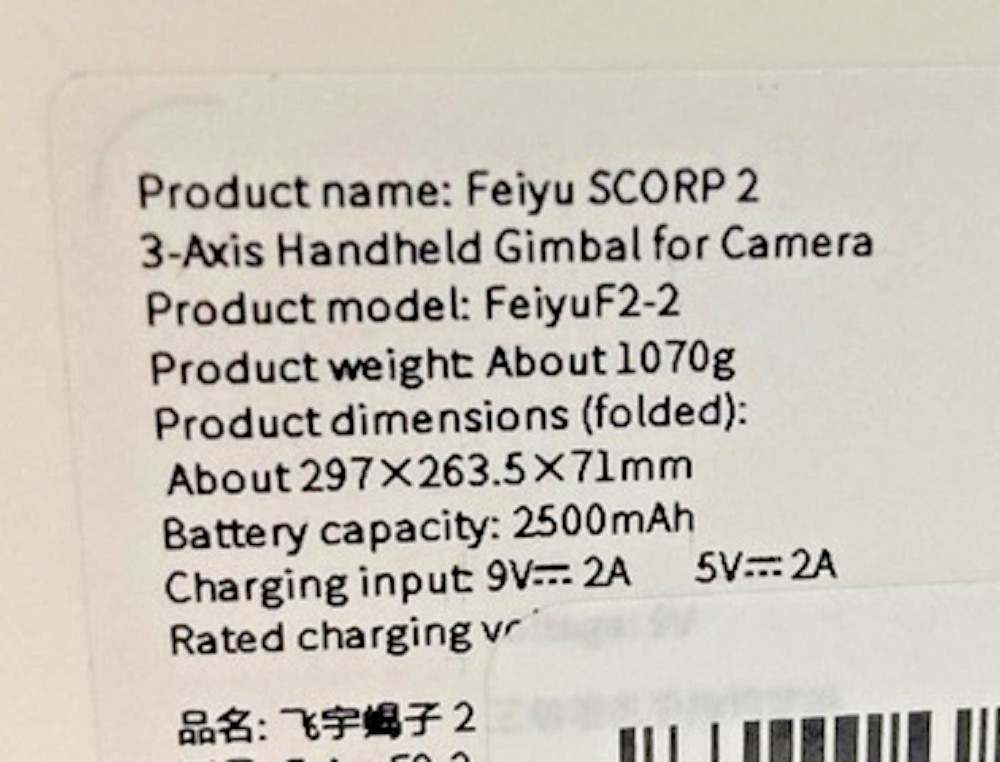 Product name: Feiyu SCORP 2
3-Axis Handheld Gimbal for Camera
Product model: FeiyuF2-2
Product weight: About 1070g
Product dimensions (folded):
About 297×263.5×71mm
Battery capacity: 2500mAh
Charging input: 9V⎓ 2A 5V⎓ 2A
Rated charging
品名: 飞宇蝎子 2